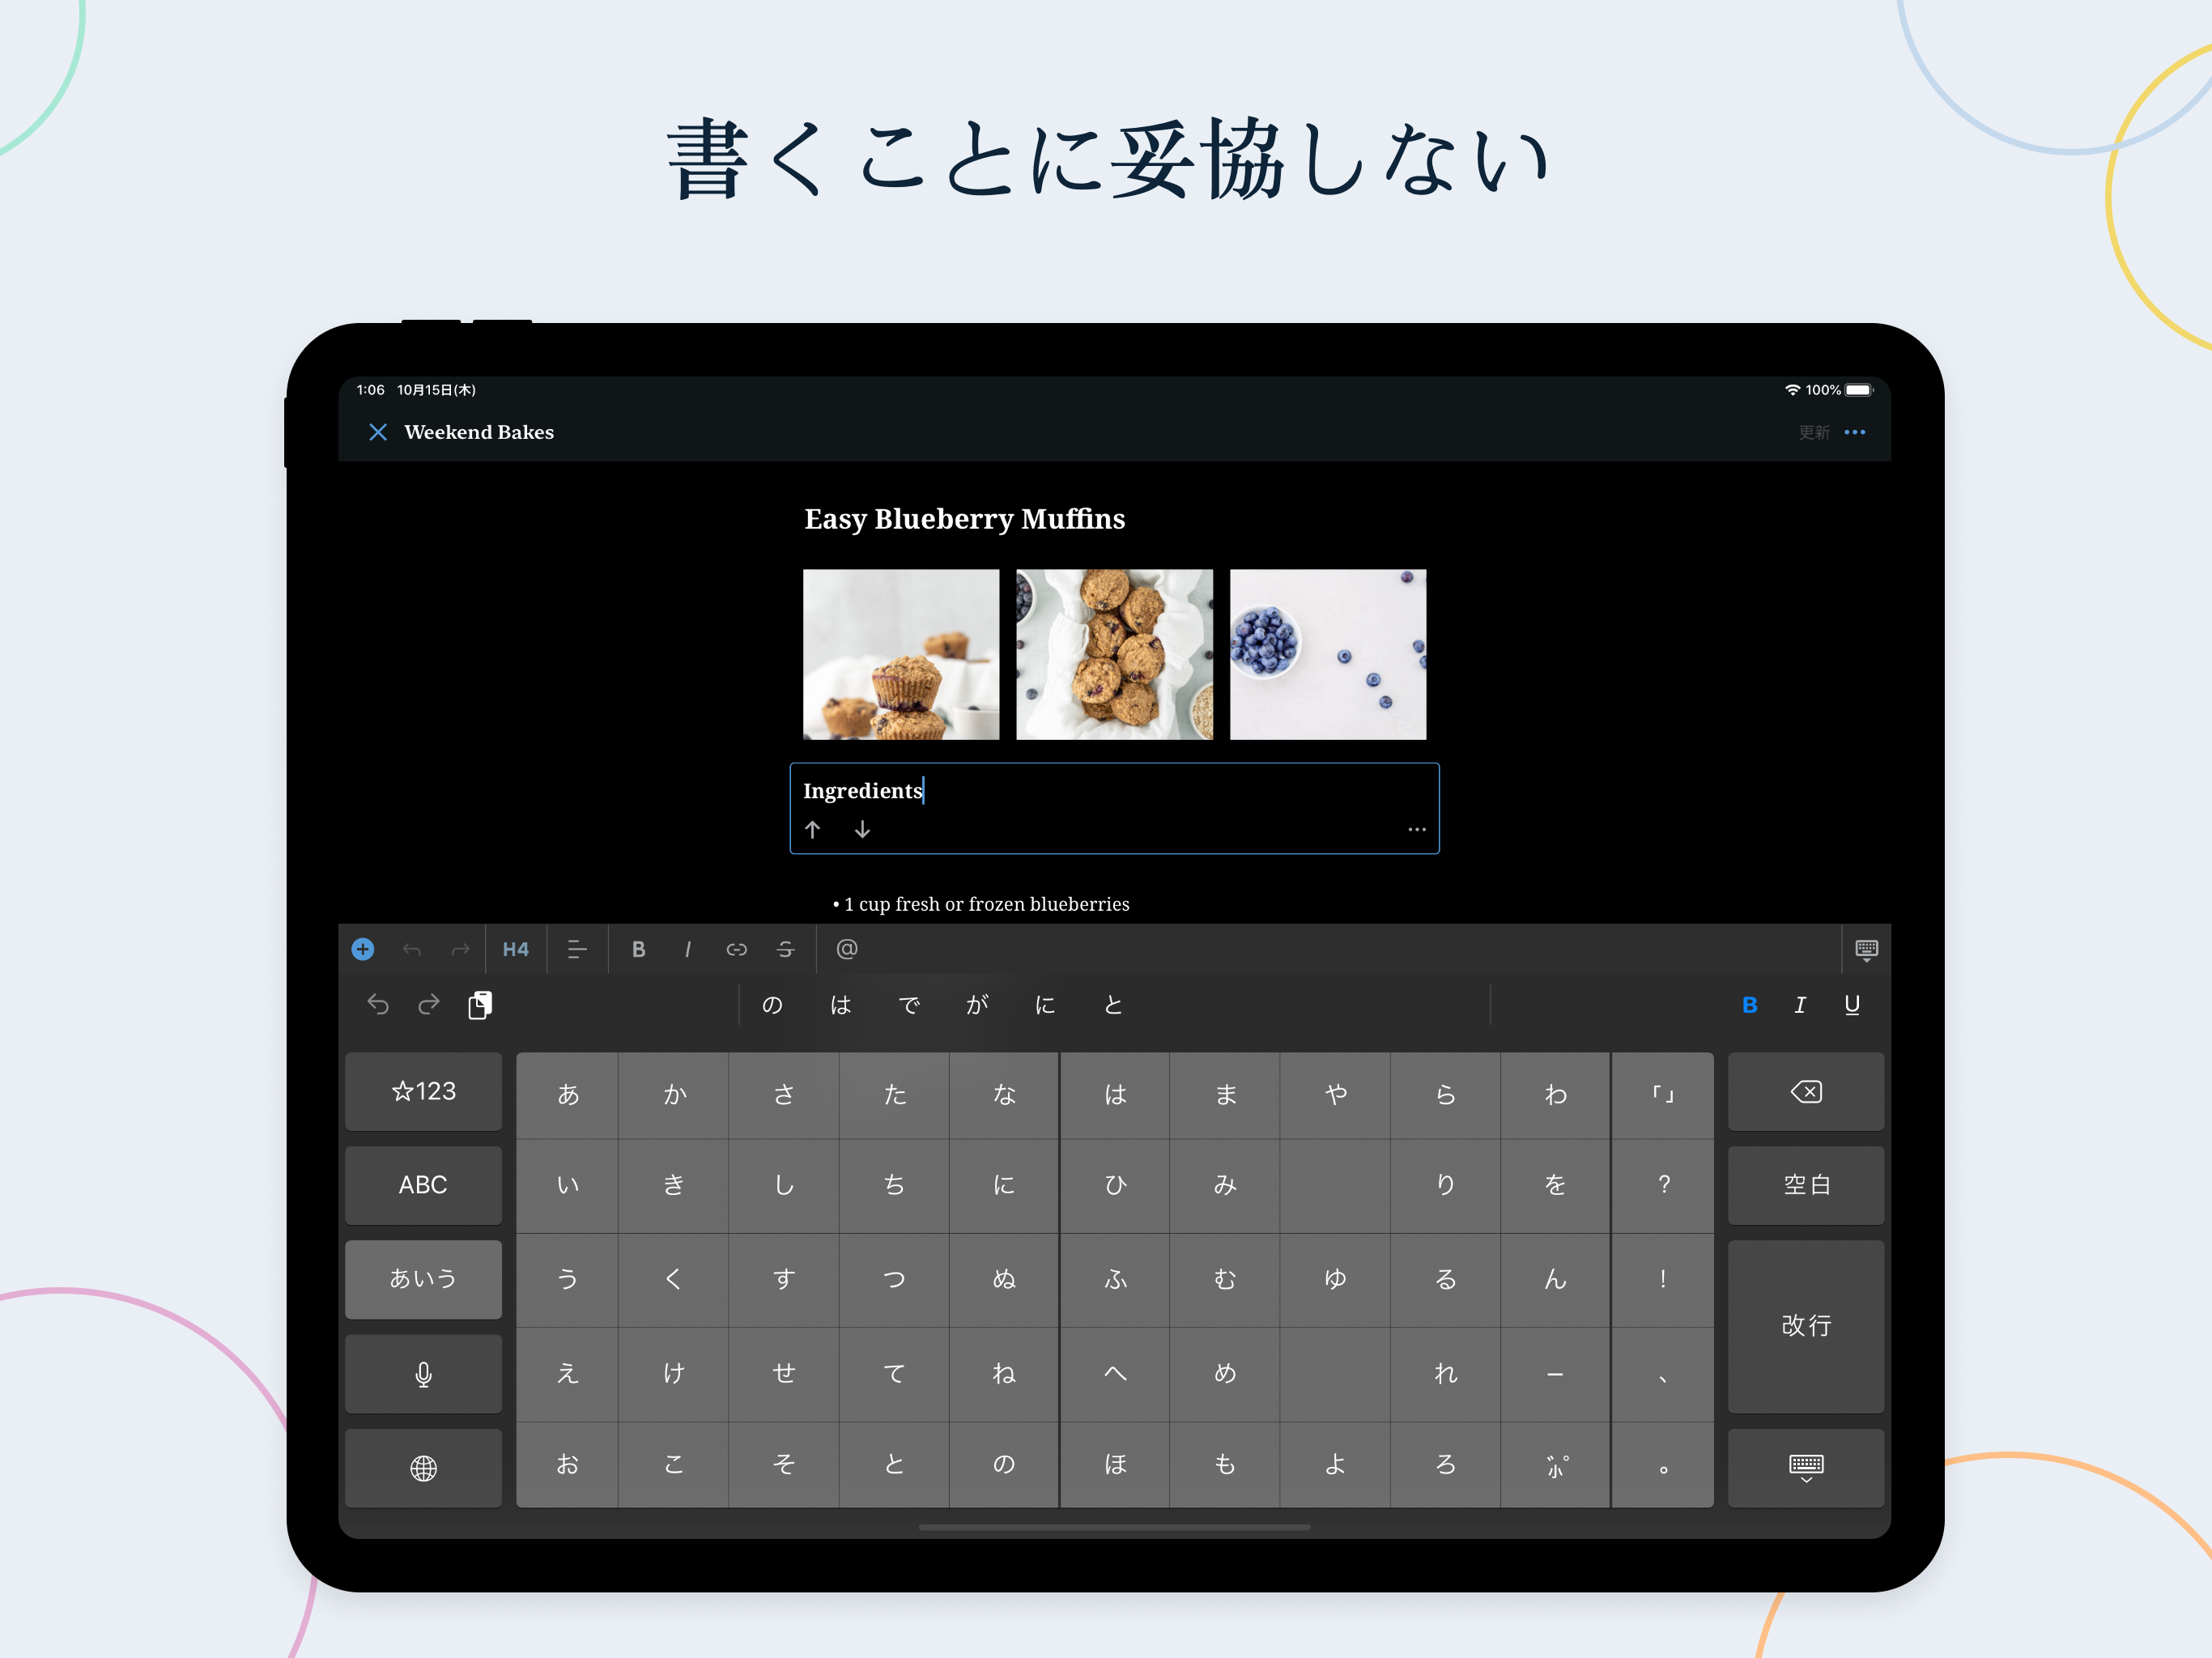 書くことに妥協しない
1:06 10月15日(木) 100%
Weekend Bakes 更新
Easy Blueberry Muffins
Ingredients
• 1 cup fresh or frozen blueberries
H4 B I S @
の は で が に と B I U
☆123 あ か さ た な は ま や ら わ 「」
ABC い き し ち に ひ み り を ? 空白
あいう う く す つ ぬ ふ む ゆ る ん ! 改行
え け せ て ね へ め れ ー 、
お こ そ と の ほ も よ ろ ゛゜小 。